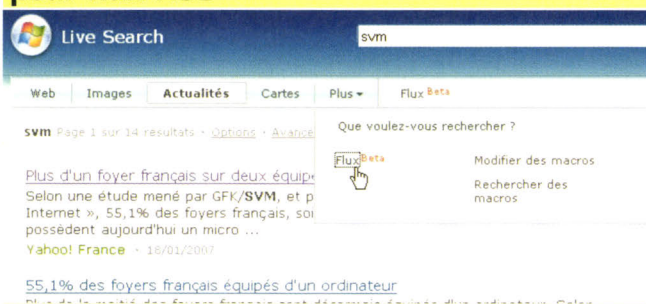 Live Search
svm
Web Images Actualités Cartes Plus Flux Beta
svm Page 1 sur 14 resultats · Options · Avancé
Que voulez-vous rechercher ?
Flux Beta Modifier des macros
Rechercher des
macros
Plus d'un foyer français sur deux équipé
Selon une étude mené par GFK/SVM, et p
Internet », 55,1% des foyers français, soi
possèdent aujourd'hui un micro ...
Yahoo! France - 18/01/2007
55,1% des foyers français équipés d'un ordinateur